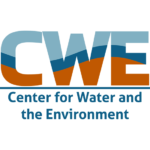 CWE
Center for Water and
the Environment